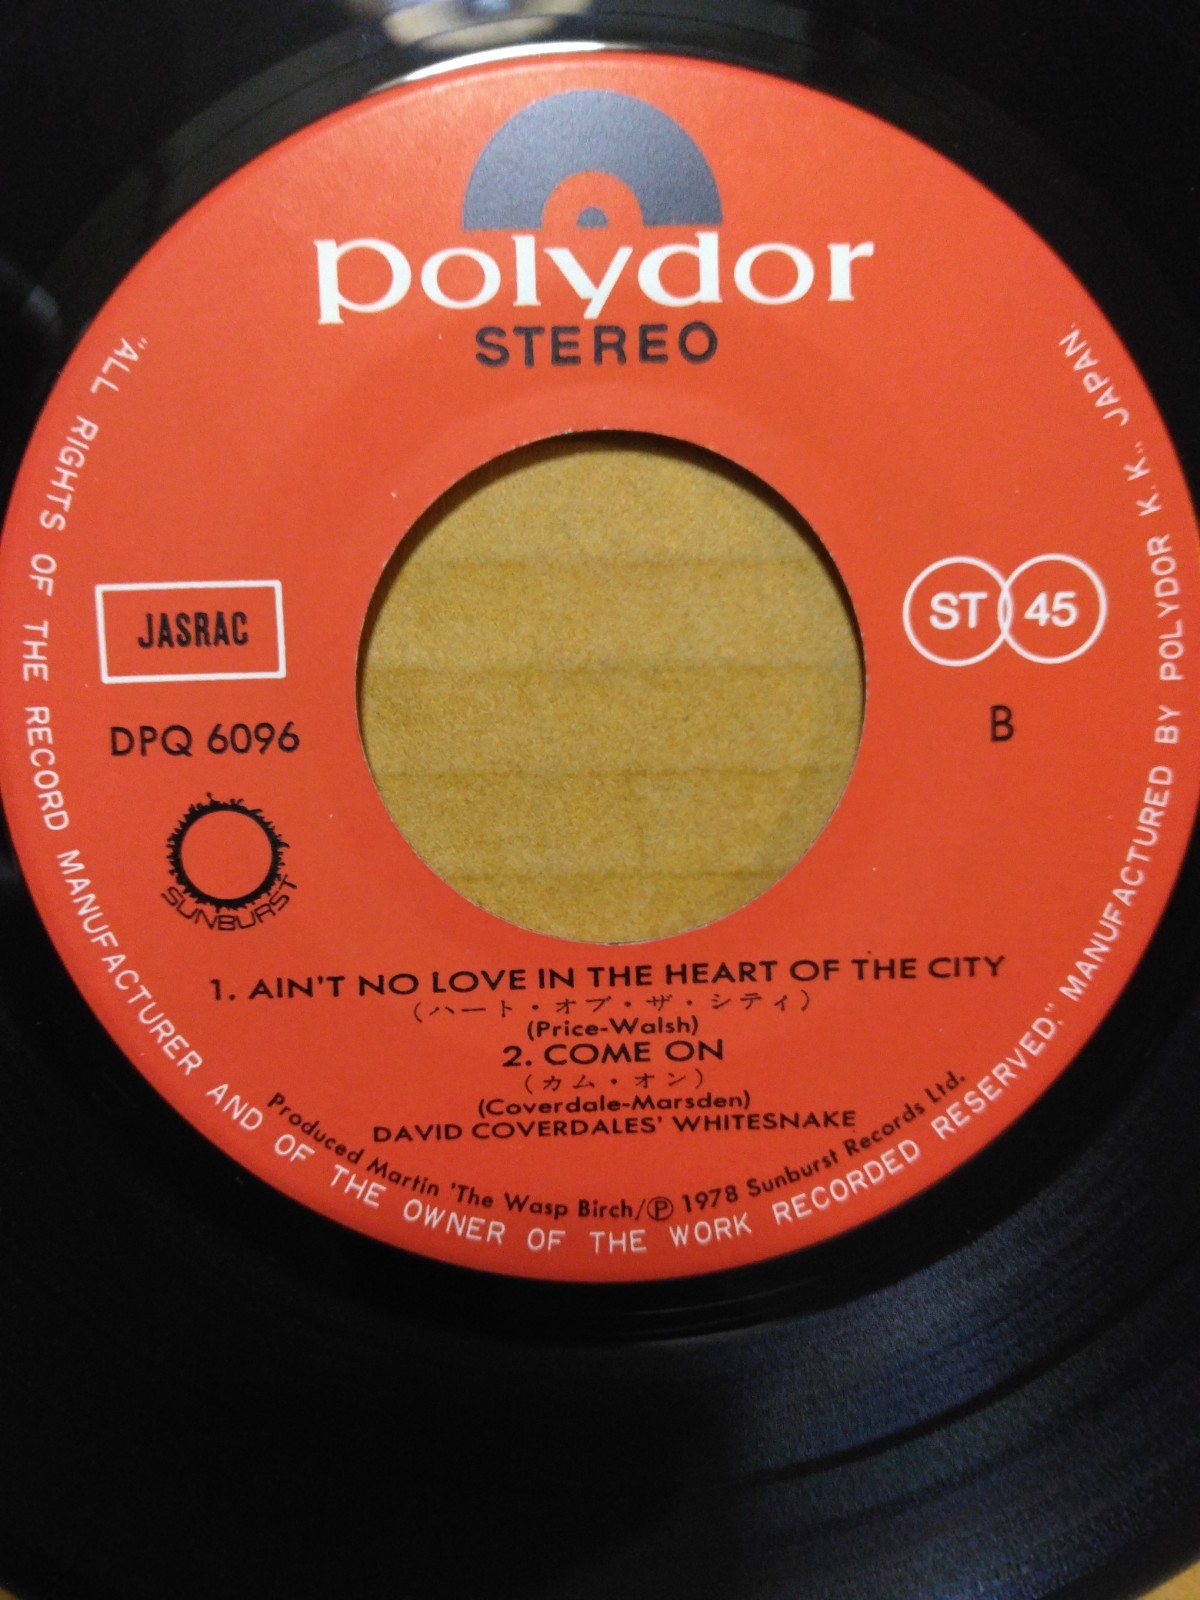 polydor
STEREO
JASRAC
ST 45
DPQ 6096
B
SUNBURST
1. AIN'T NO LOVE IN THE HEART OF THE CITY
(ハート・オブ・ザ・シティ)
(Price-Walsh)
2. COME ON
(カム・オン)
(Coverdale-Marsden)
DAVID COVERDALES' WHITESNAKE
Produced Martin 'The Wasp Birch/Ⓟ 1978 Sunburst Records Ltd.
"ALL RIGHTS OF THE RECORD MANUFACTURER AND OF THE OWNER OF THE WORK RECORDED RESERVED." MANUFACTURED BY POLYDOR K.K., JAPAN.